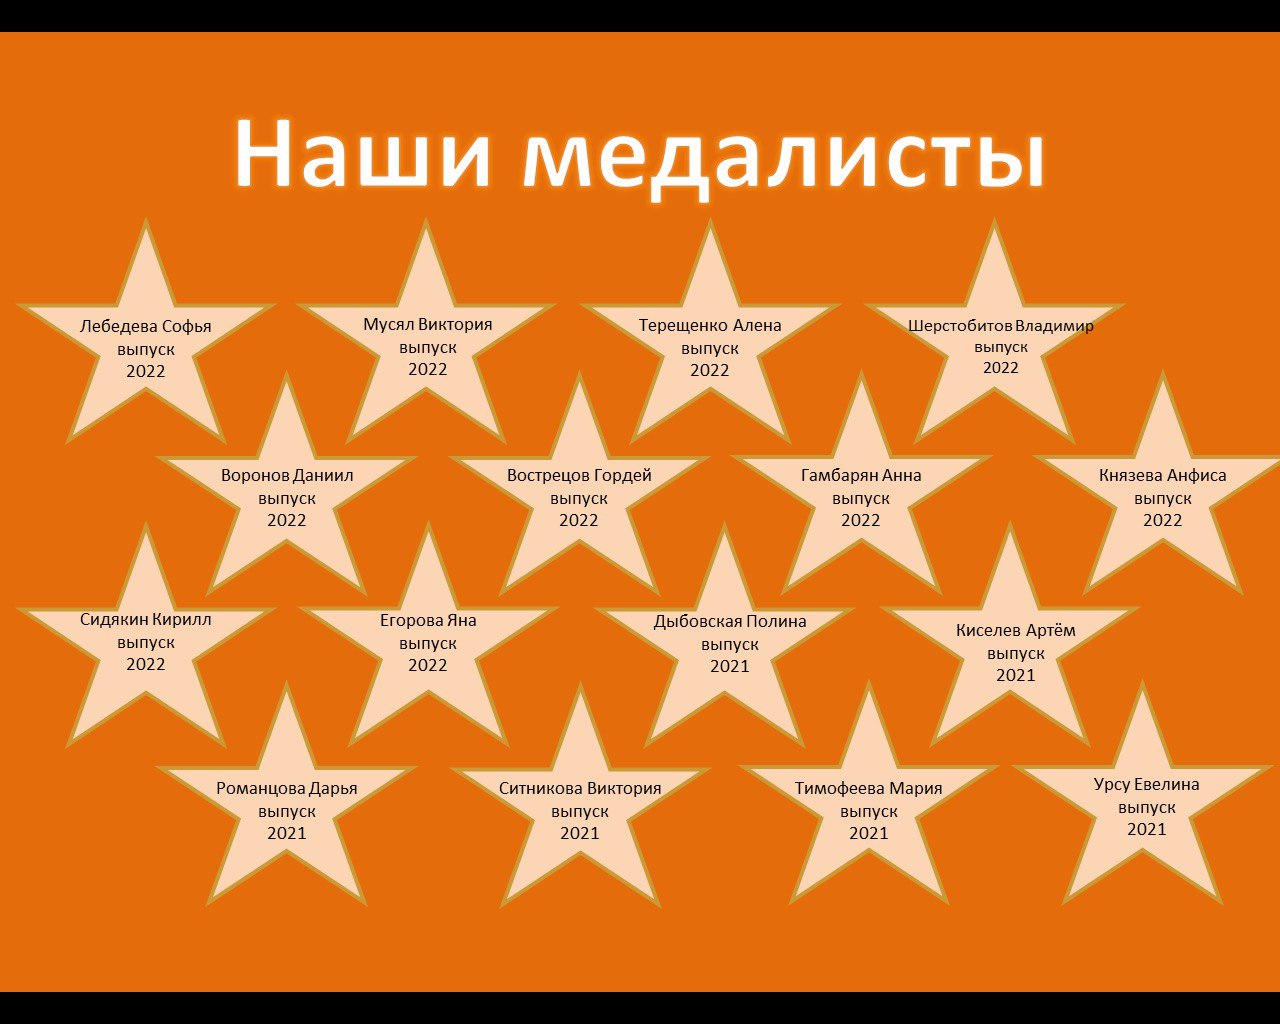 Наши медалисты
Лебедева Софья
выпуск
2022
Мусял Виктория
выпуск
2022
Терещенко Алена
выпуск
2022
Шерстобитов Владимир
выпуск
2022
Воронов Даниил
выпуск
2022
Вострецов Гордей
выпуск
2022
Гамбарян Анна
выпуск
2022
Князева Анфиса
выпуск
2022
Сидякин Кирилл
выпуск
2022
Егорова Яна
выпуск
2022
Дыбовская Полина
выпуск
2021
Киселев Артём
выпуск
2021
Романцова Дарья
выпуск
2021
Ситникова Виктория
выпуск
2021
Тимофеева Мария
выпуск
2021
Урсу Евелина
выпуск
2021